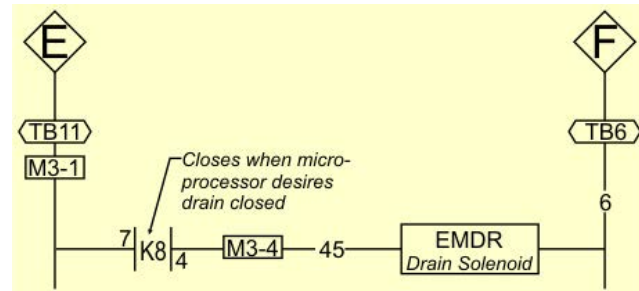 E
F
TB11
TB6
M3-1
Closes when micro-
processor desires
drain closed
6
7
K8
4
M3-4
45
EMDR
Drain Solenoid